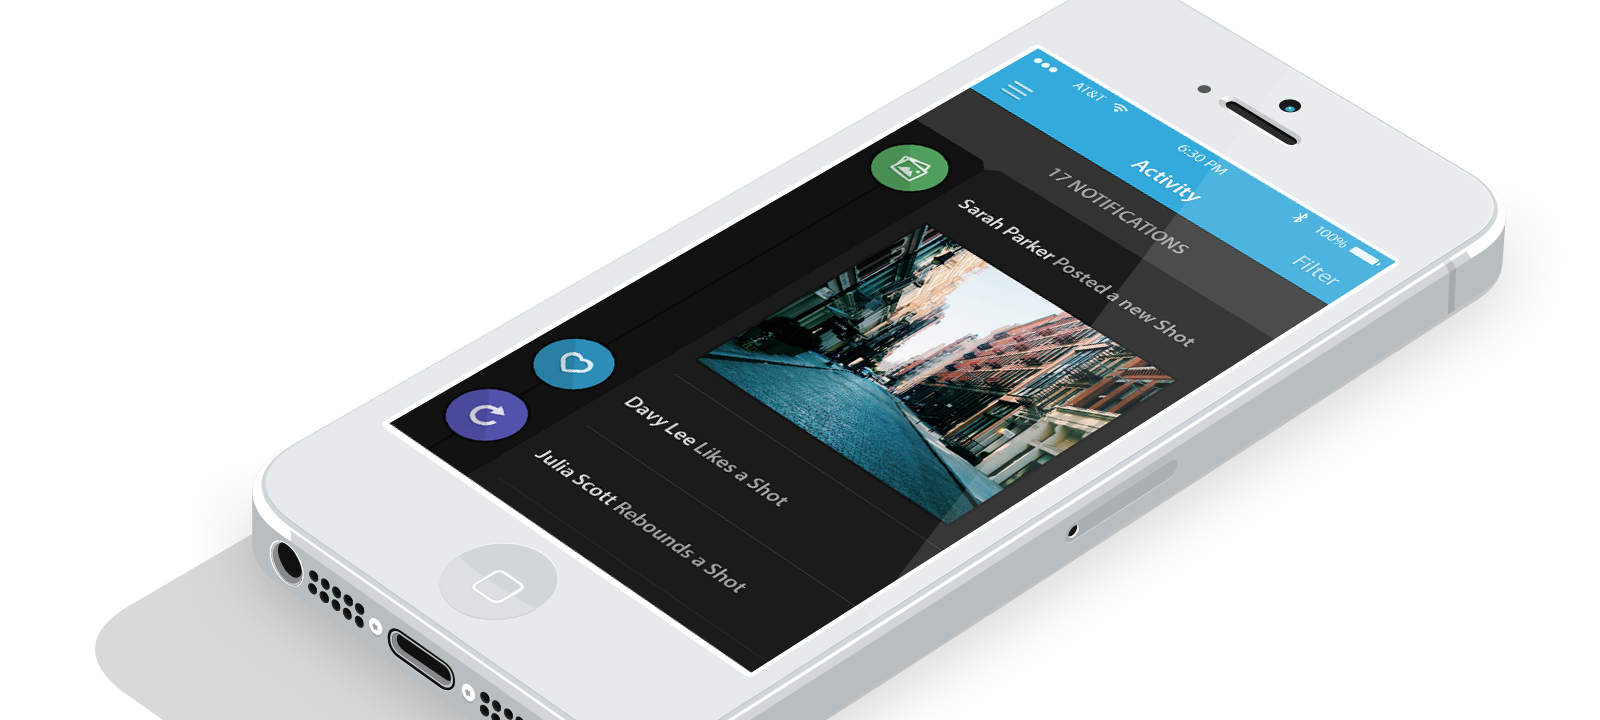 AT&T
6:30 PM
100%
Activity
Filter
17 NOTIFICATIONS
Sarah Parker Posted a new Shot
Davy Lee Likes a Shot
Julia Scott Rebounds a Shot